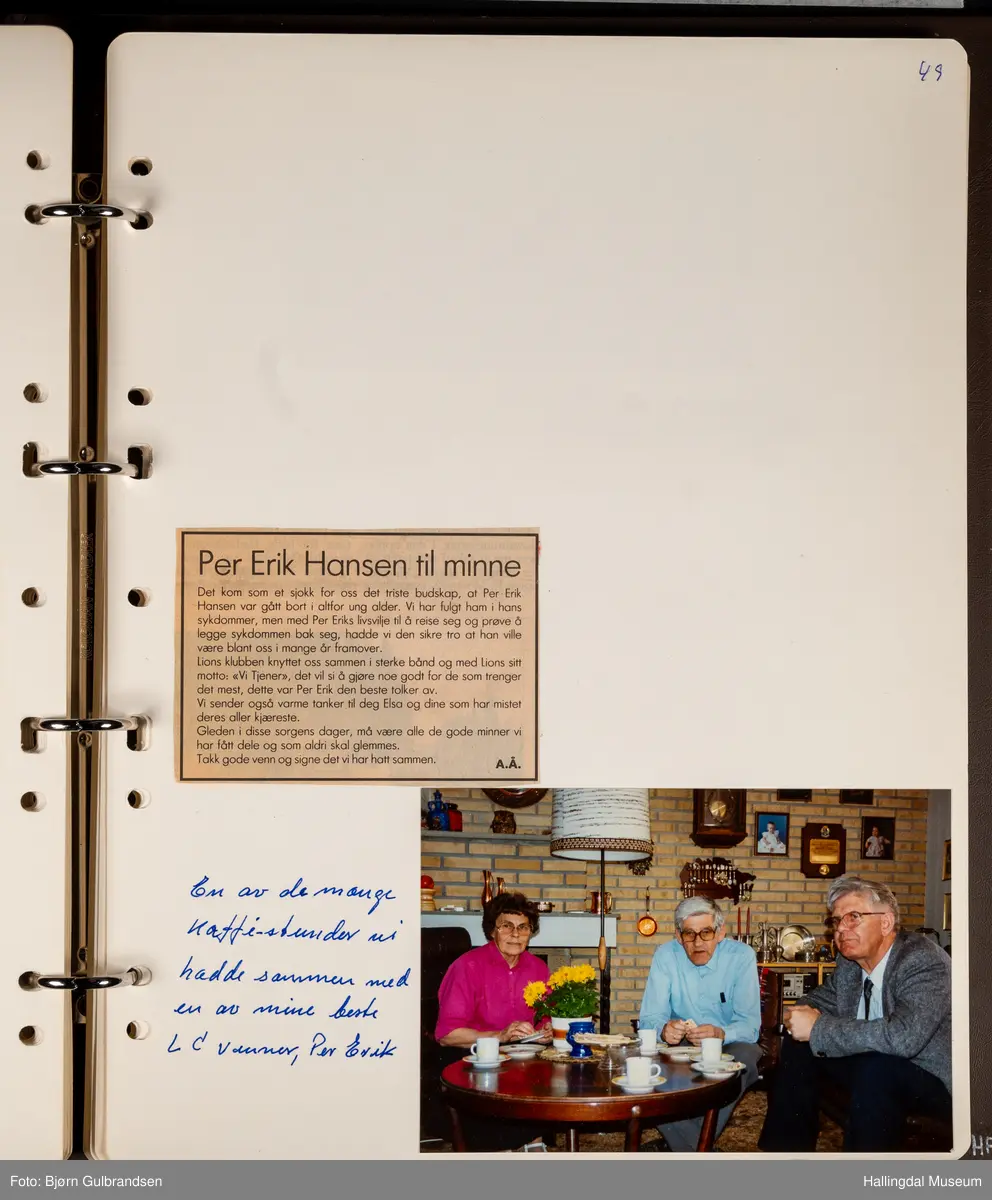 49
Per Erik Hansen til minne
Det kom som et sjokk for oss det triste budskap, at Per Erik
Hansen var gått bort i altfor ung alder. Vi har fulgt ham i hans
sykdommer, men med Per Eriks livsvilje til å reise seg og prøve å
legge sykdommen bak seg, hadde vi den sikre tro at han ville
være blant oss i mange år framover.
Lions klubben knyttet oss sammen i sterke bånd og med Lions sitt
motto: «Vi Tjener», det vil si å gjøre noe godt for de som trenger
det mest, dette var Per Erik den beste tolker av.
Vi sender også varme tanker til deg Elsa og dine som har mistet
deres aller kjæreste.
Gleden i disse sorgens dager, må være alle de gode minner vi
har fått dele og som aldri skal glemmes.
Takk gode venn og signe det vi har hatt sammen.
A.Å.
En av de mange
Kaffe-stunder vi
hadde sammen med
en av mine beste
L C venner, Per Erik
Foto: Bjørn Gulbrandsen
Hallingdal Museum